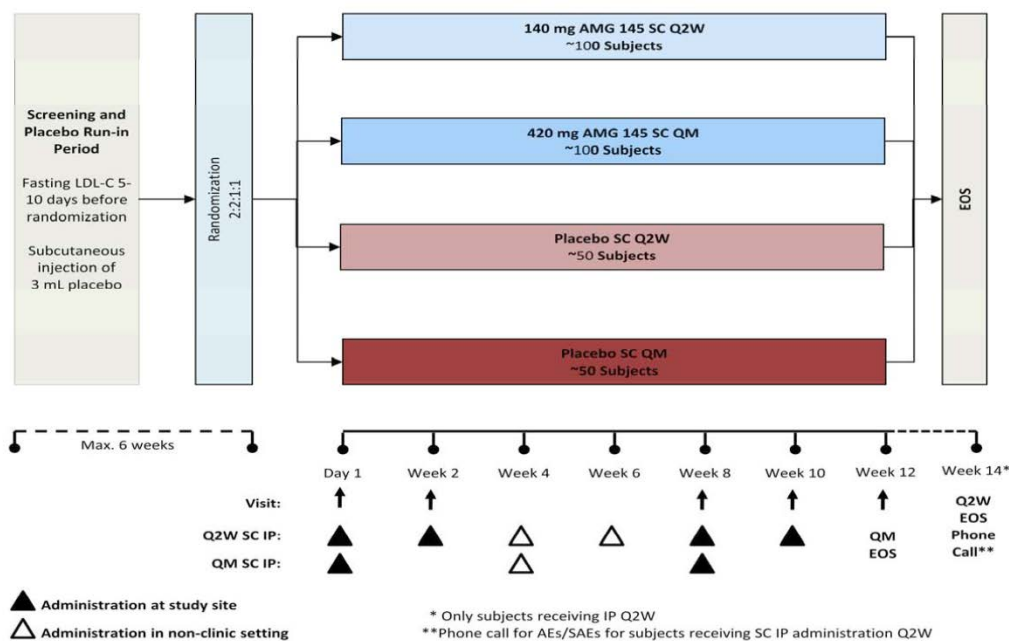 Screening and
Placebo Run-in
Period
Fasting LDL-C 5-
10 days before
randomization
Subcutaneous
injection of
3 mL placebo
Randomization
2:2:1:1
140 mg AMG 145 SC Q2W
~100 Subjects
420 mg AMG 145 SC QM
~100 Subjects
Placebo SC Q2W
~50 Subjects
Placebo SC QM
~50 Subjects
EOS
Max. 6 weeks
Day 1 Week 2 Week 4 Week 6 Week 8 Week 10 Week 12 Week 14*
Visit:
Q2W SC IP:
QM SC IP:
QM
EOS
Q2W
EOS
Phone
Call**
Administration at study site
Administration in non-clinic setting
* Only subjects receiving IP Q2W
**Phone call for AEs/SAEs for subjects receiving SC IP administration Q2W